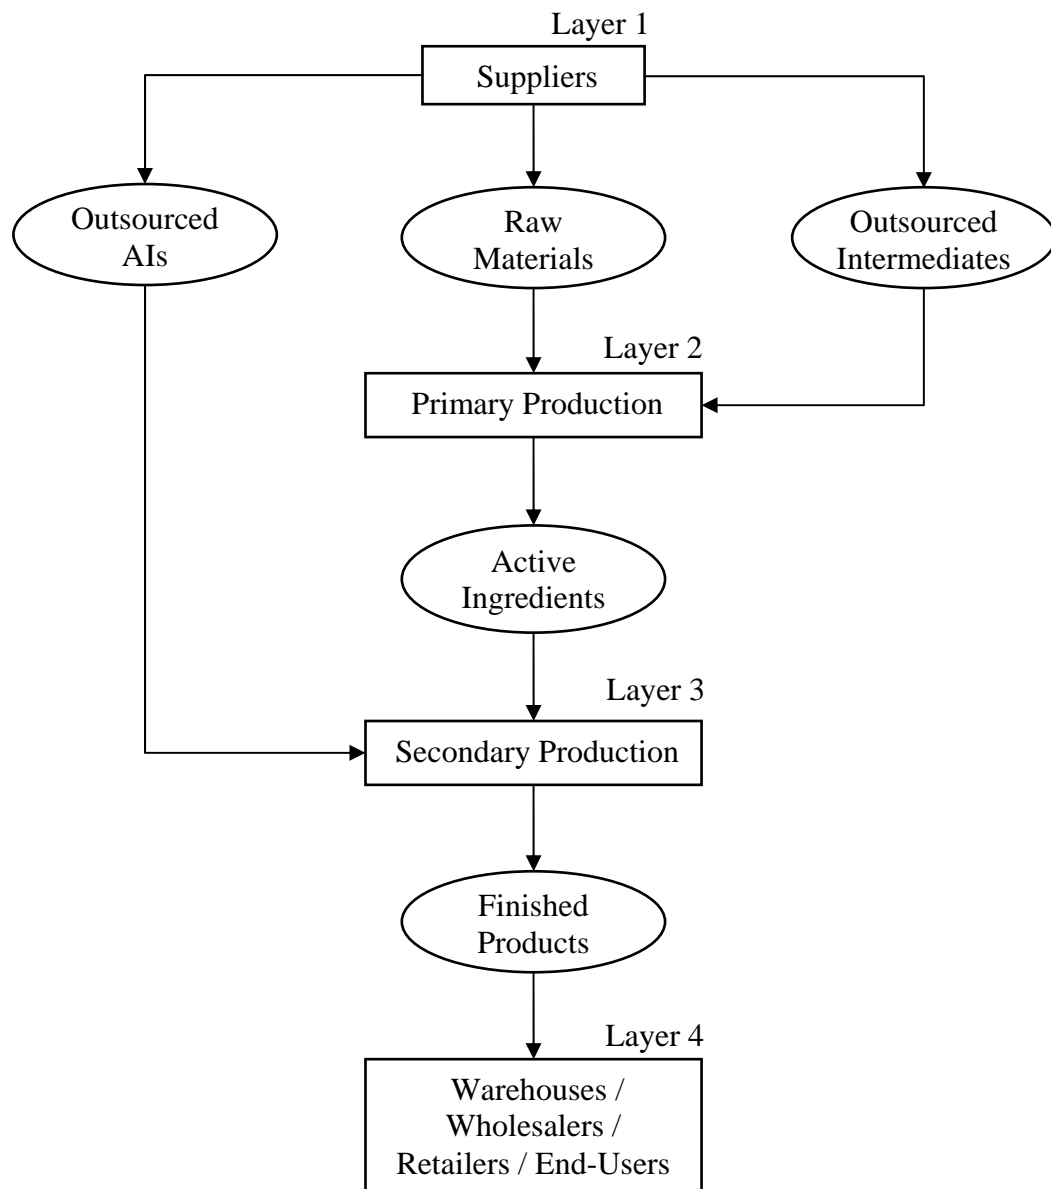 Layer 1
Suppliers
Outsourced
AIs
Raw
Materials
Outsourced
Intermediates
Layer 2
Primary Production
Active
Ingredients
Layer 3
Secondary Production
Finished
Products
Layer 4
Warehouses /
Wholesalers /
Retailers / End-Users